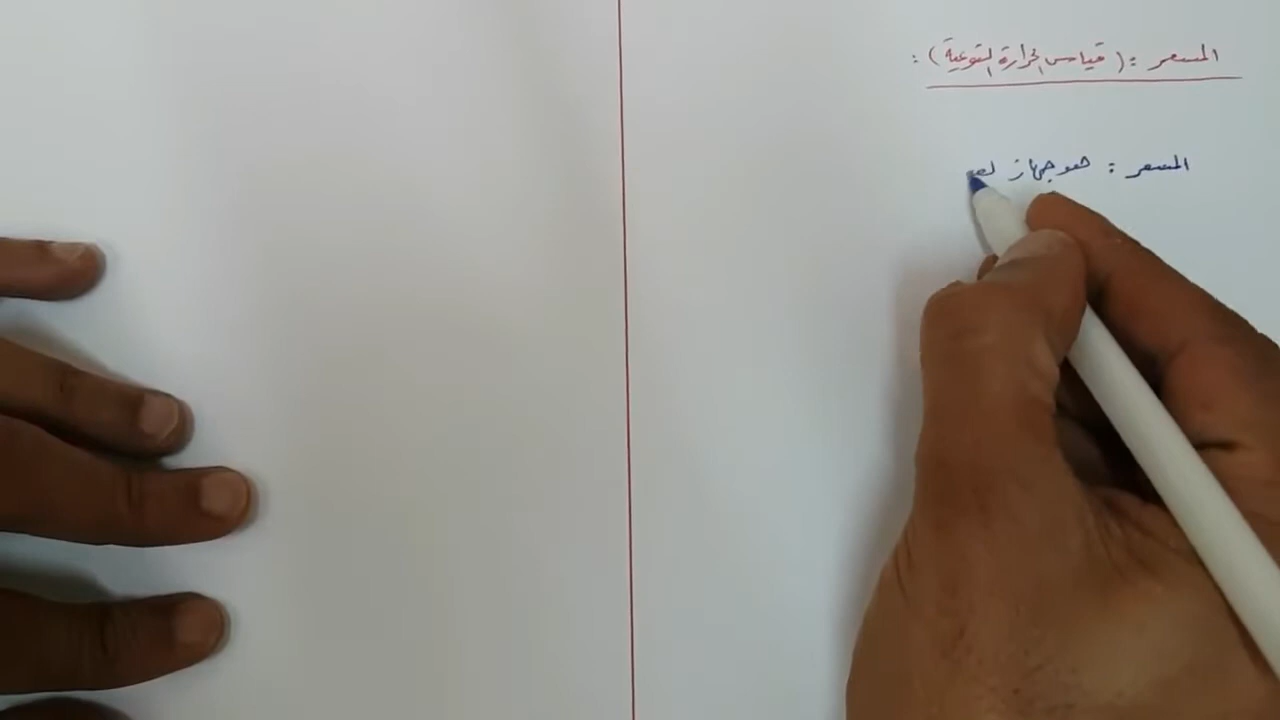 المسعر : ( قياس الحرارة النوعية ) :
المسعر : هو جهاز